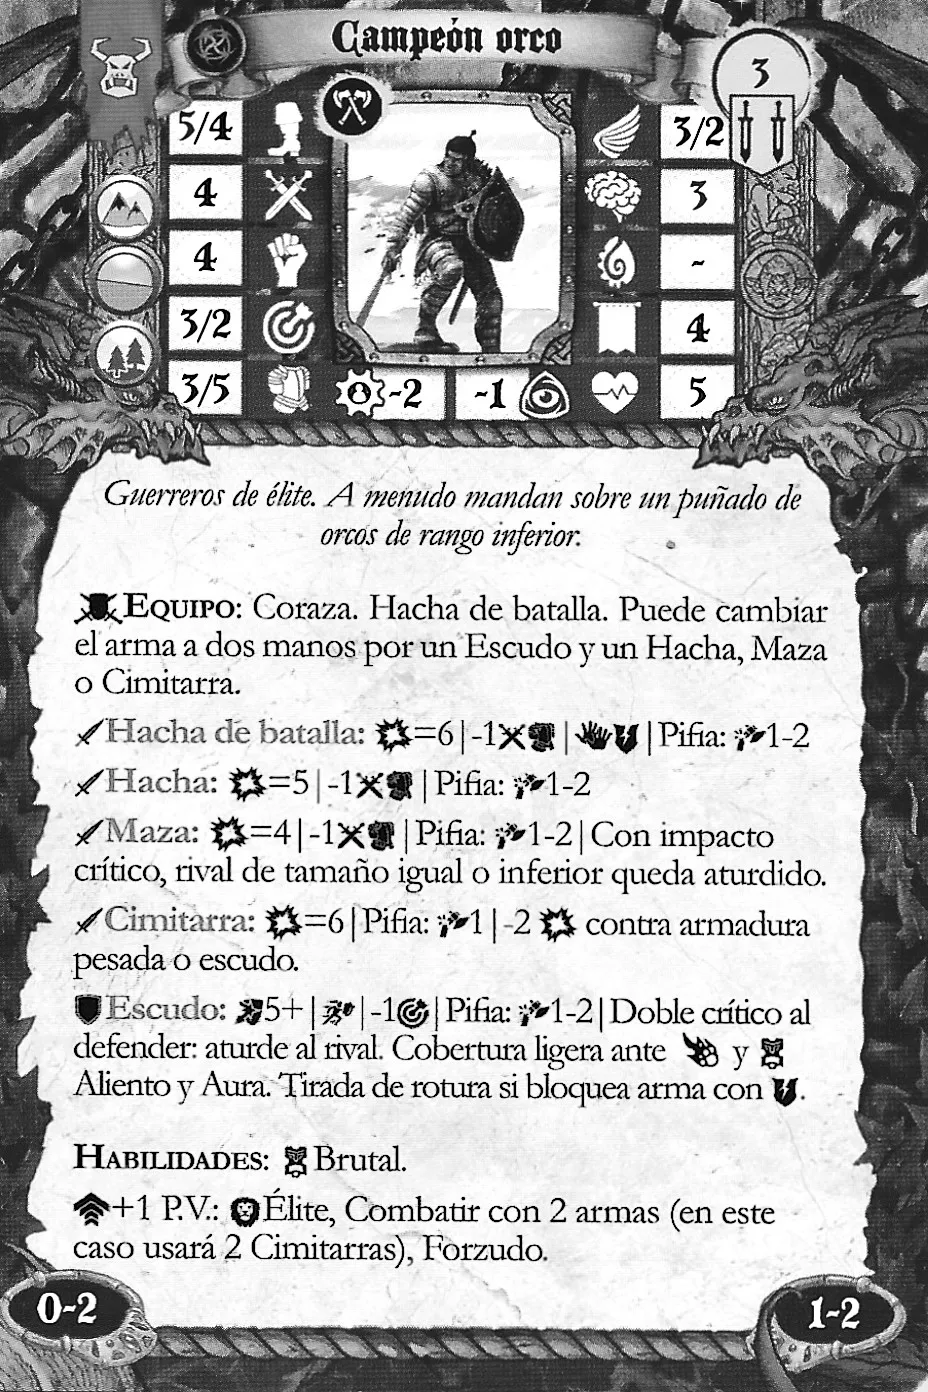 Campeón orco
3
5/4
3/2
4
3
4
-
3/2
4
3/5
-2
-1
5
Guerreros de élite. A menudo mandan sobre un puñado de
orcos de rango inferior.
EQUIPO: Coraza. Hacha de batalla. Puede cambiar
el arma a dos manos por un Escudo y un Hacha, Maza
o Cimitarra.
Hacha de batalla: =6 | -1 | | Pifia: 1-2
Hacha: =5 | -1 | Pifia: 1-2
Maza: =4 | -1 | Pifia: 1-2 | Con impacto
crítico, rival de tamaño igual o inferior queda aturdido.
Cimitarra: =6 | Pifia: 1 | -2 contra armadura
pesada o escudo.
Escudo: 5+ | | -1 | Pifia: 1-2 | Doble crítico al
defender: aturde al rival. Cobertura ligera ante y
Aliento y Aura. Tirada de rotura si bloquea arma con .
HABILIDADES: Brutal.
+1 P.V.: Élite, Combatir con 2 armas (en este
caso usará 2 Cimitarras), Forzudo.
0-2
1-2